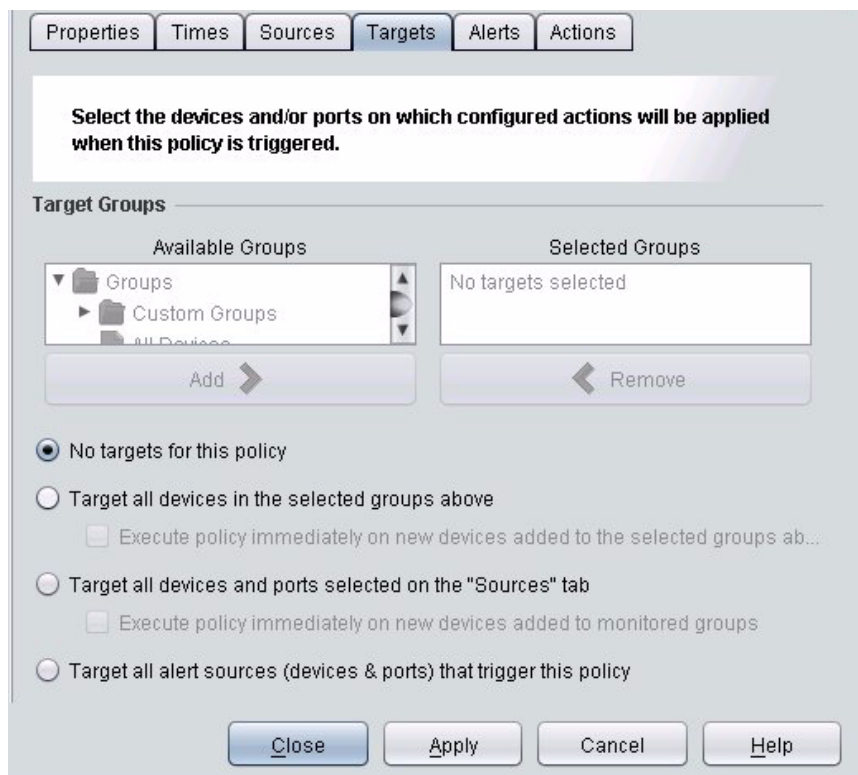 Properties Times Sources Targets Alerts Actions
Select the devices and/or ports on which configured actions will be applied
when this policy is triggered.
Target Groups
Available Groups
Selected Groups
Groups
Custom Groups
All Devices
No targets selected
Add
Remove
No targets for this policy
Target all devices in the selected groups above
Execute policy immediately on new devices added to the selected groups ab...
Target all devices and ports selected on the "Sources" tab
Execute policy immediately on new devices added to monitored groups
Target all alert sources (devices & ports) that trigger this policy
Close Apply Cancel Help